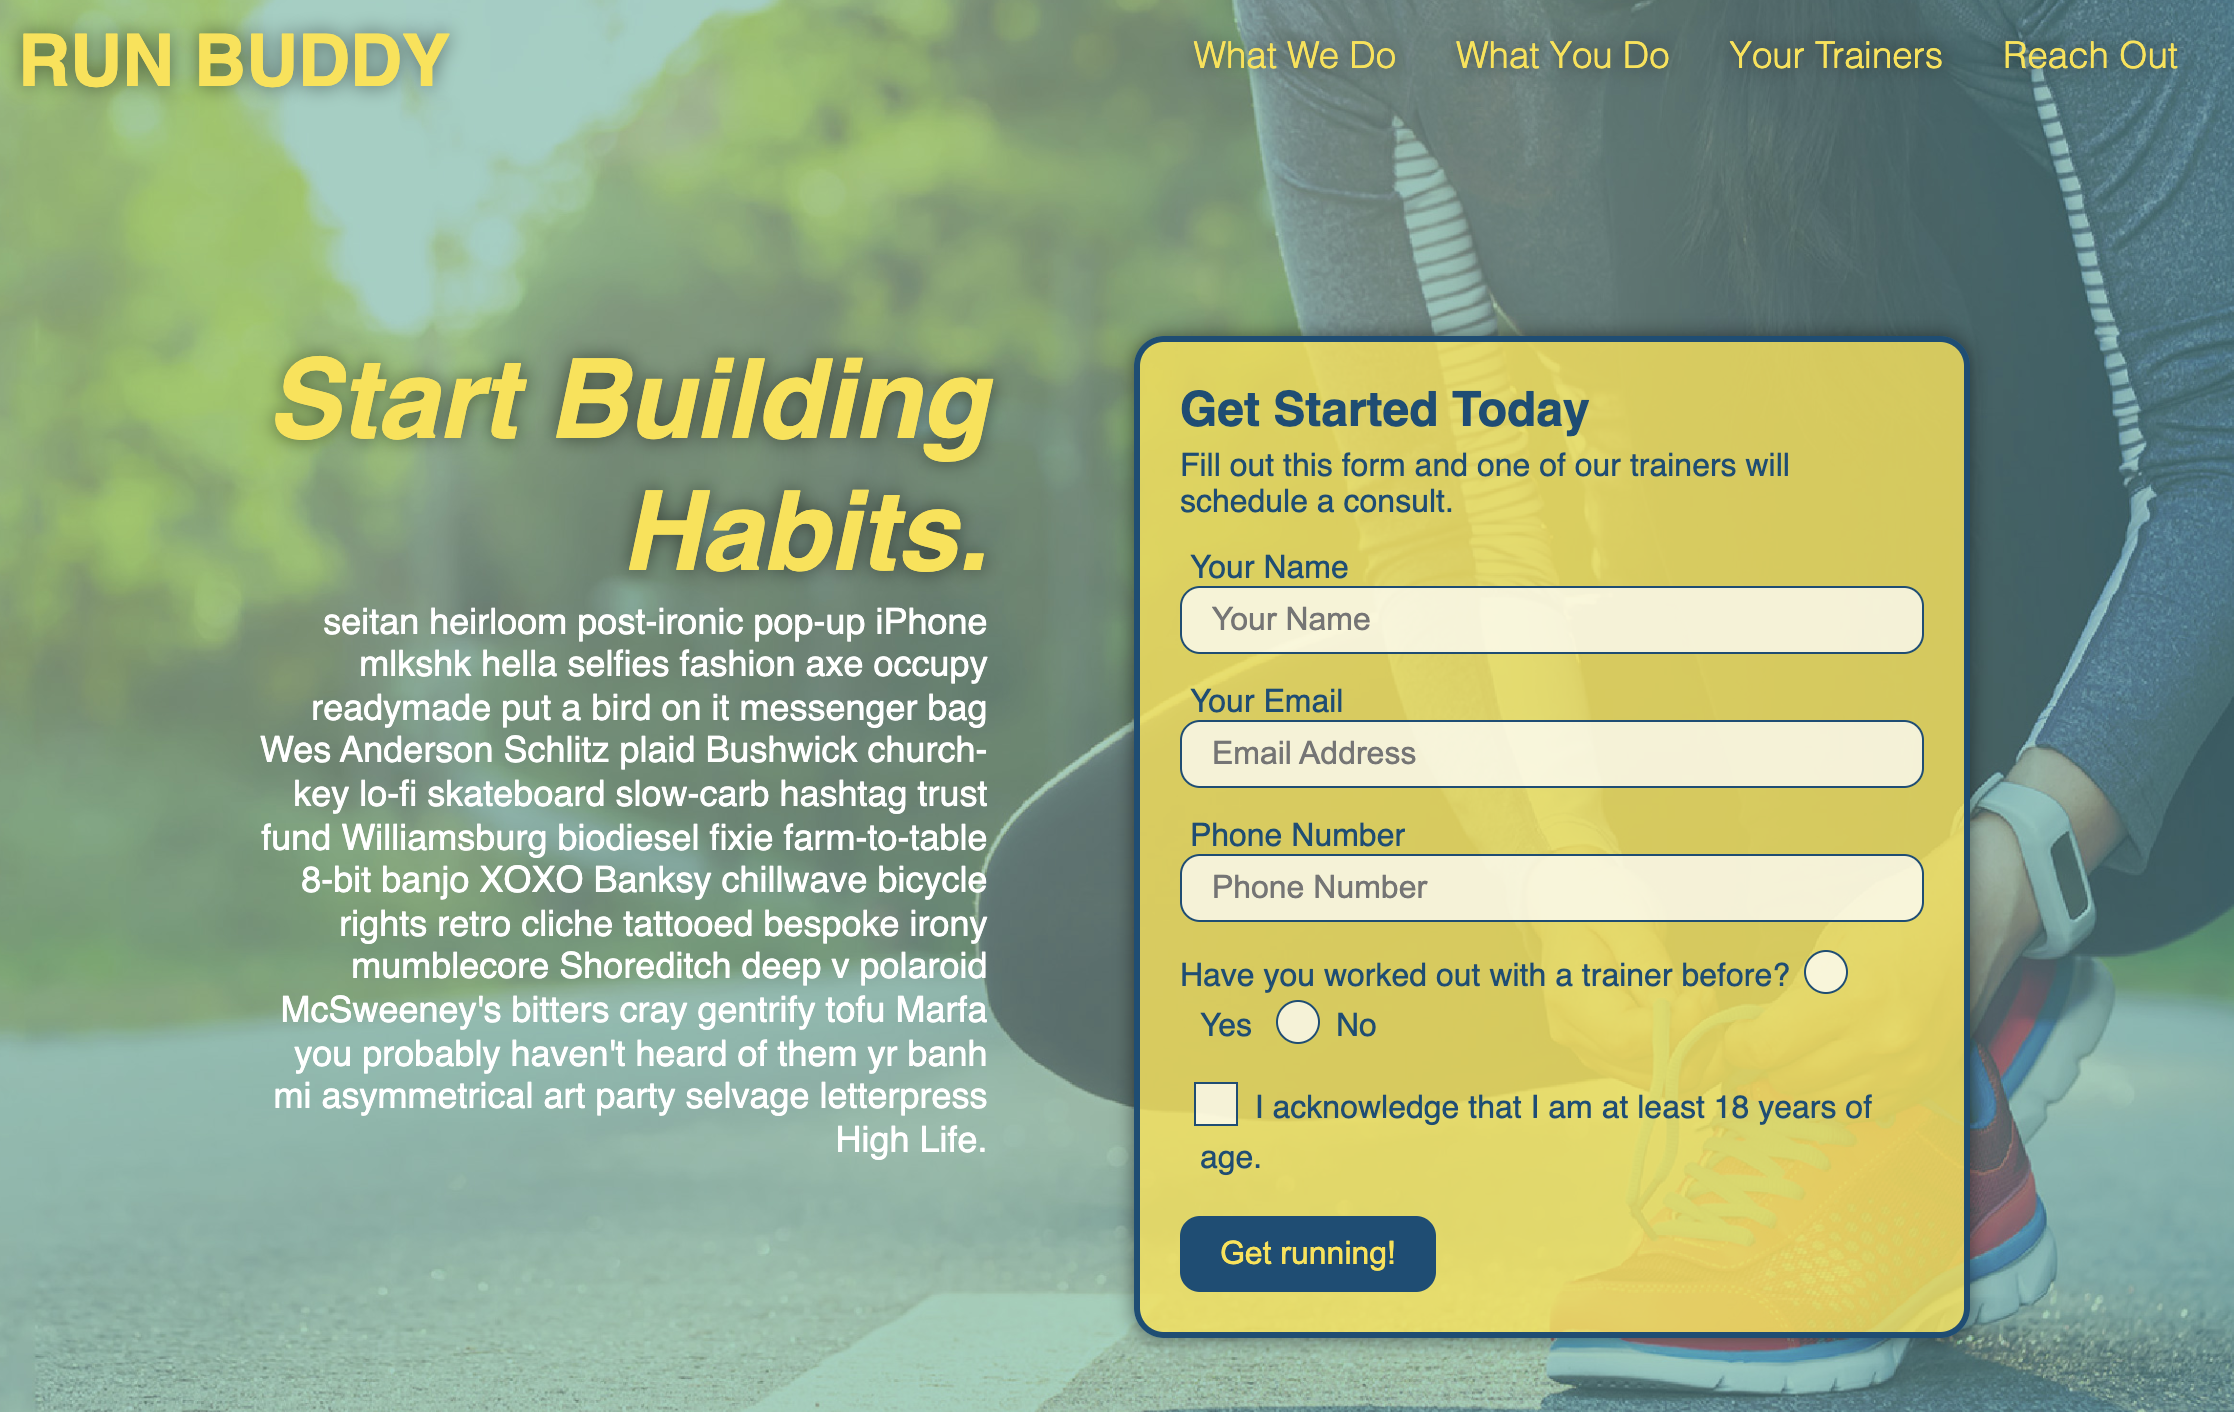 RUN BUDDY
What We Do
What You Do
Your Trainers
Reach Out
Start Building
Habits.
seitan heirloom post-ironic pop-up iPhone
mlkshk hella selfies fashion axe occupy
readymade put a bird on it messenger bag
Wes Anderson Schlitz plaid Bushwick church-
key lo-fi skateboard slow-carb hashtag trust
fund Williamsburg biodiesel fixie farm-to-table
8-bit banjo XOXO Banksy chillwave bicycle
rights retro cliche tattooed bespoke irony
mumblecore Shoreditch deep v polaroid
McSweeney's bitters cray gentrify tofu Marfa
you probably haven't heard of them yr banh
mi asymmetrical art party selvage letterpress
High Life.
Get Started Today
Fill out this form and one of our trainers will
schedule a consult.
Your Name
Your Name
Your Email
Email Address
Phone Number
Phone Number
Have you worked out with a trainer before?
Yes No
I acknowledge that I am at least 18 years of
age.
Get running!